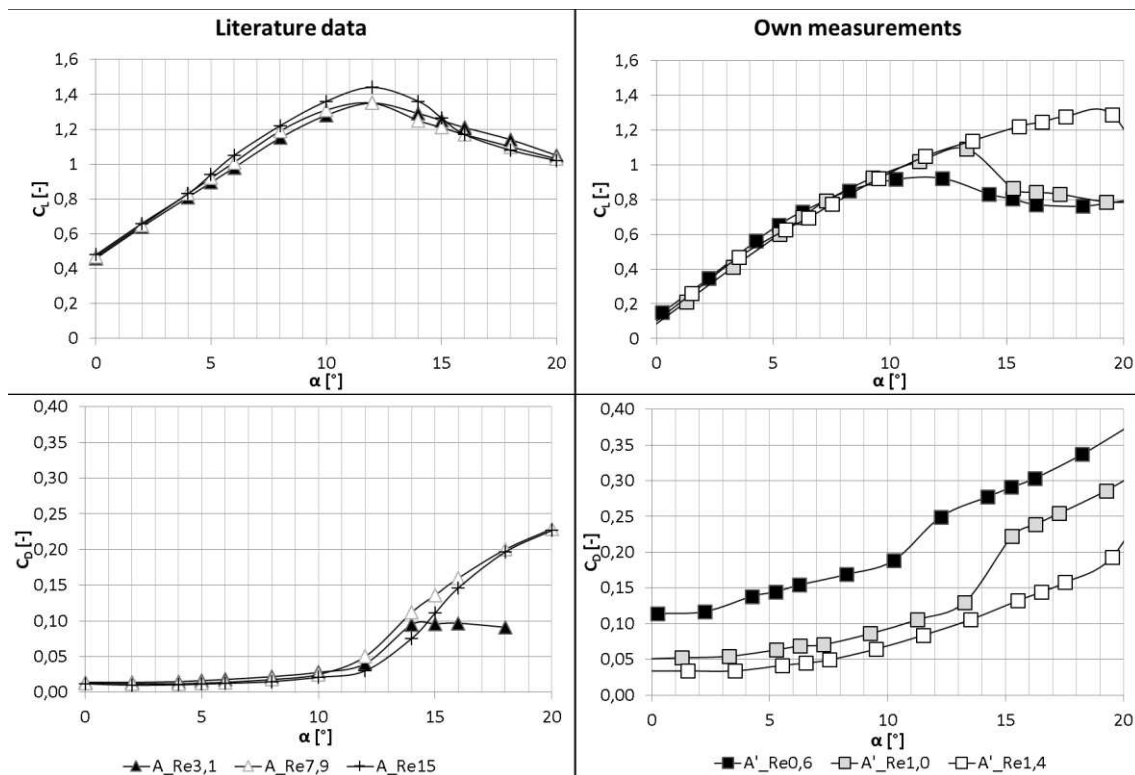 Literature data
Own measurements
1,6
1,4
1,2
1
0,8
0,6
0,4
0,2
0
C_L [-]
0 5 10 15 20
α [°]
1,6
1,4
1,2
1
0,8
0,6
0,4
0,2
0
C_L [-]
0 5 10 15 20
α [°]
0,40
0,35
0,30
0,25
0,20
0,15
0,10
0,05
0,00
C_D [-]
0 5 10 15 20
α [°]
A_Re3,1 A_Re7,9 A_Re15
0,40
0,35
0,30
0,25
0,20
0,15
0,10
0,05
0,00
C_D [-]
0 5 10 15 20
α [°]
A'_Re0,6 A'_Re1,0 A'_Re1,4